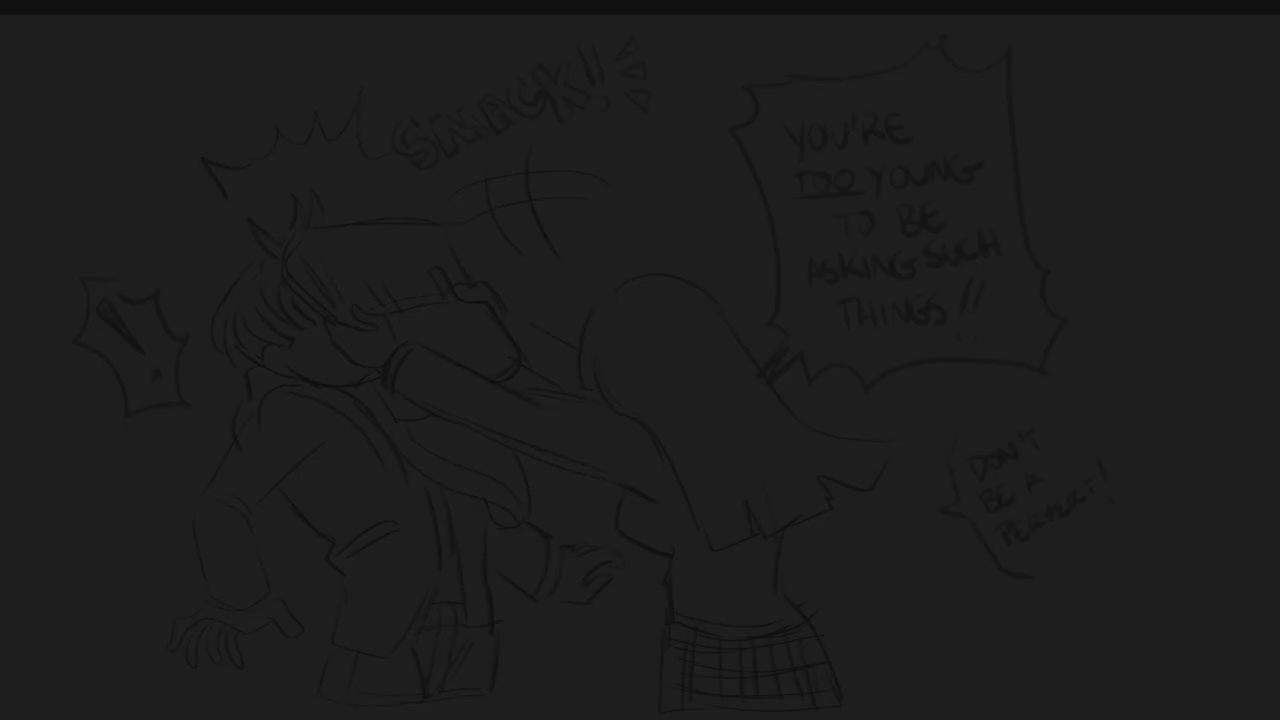 SMACK!!
YOU'RE
TOO YOUNG
TO BE
ASKING SUCH
THINGS!!
!
DON'T
BE A
PERVERT!